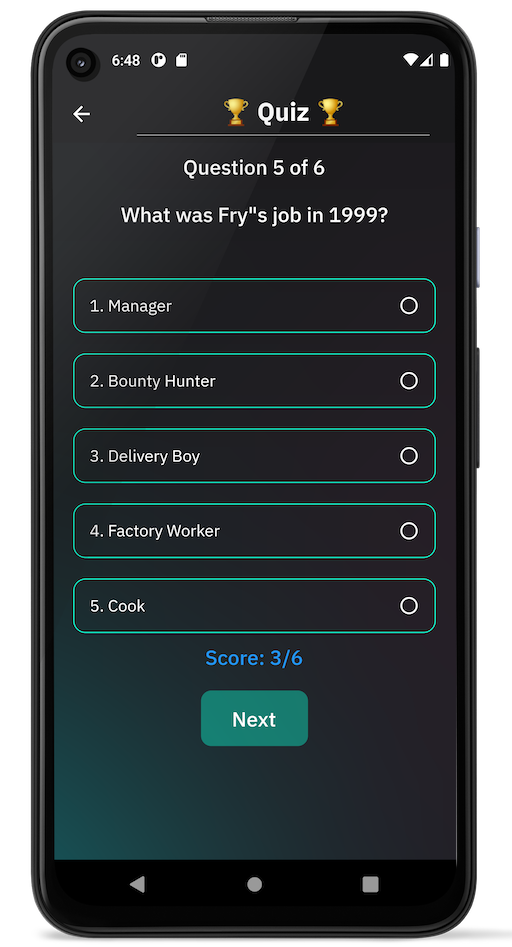 6:48
🏆 Quiz 🏆
Question 5 of 6
What was Fry"s job in 1999?
1. Manager
2. Bounty Hunter
3. Delivery Boy
4. Factory Worker
5. Cook
Score: 3/6
Next